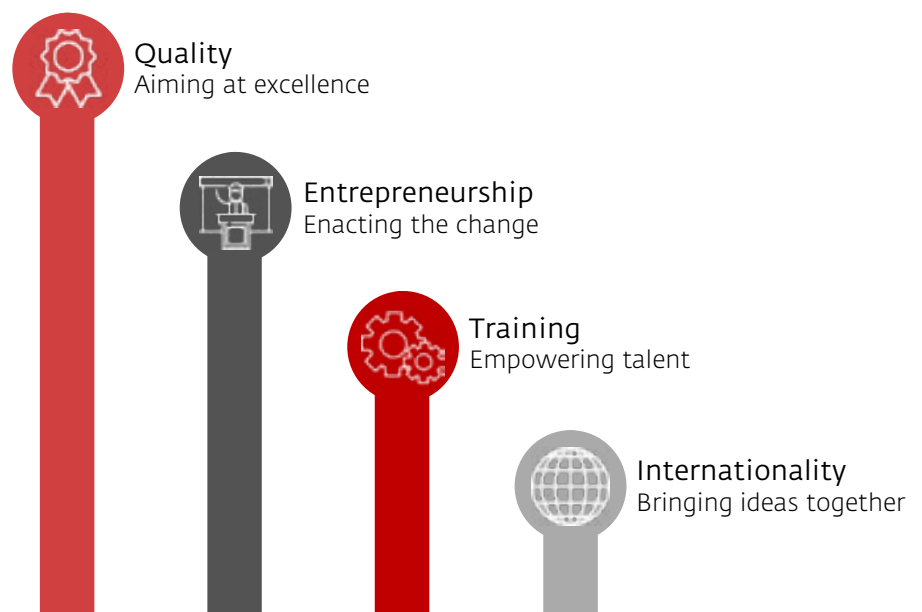 Quality
Aiming at excellence
Entrepreneurship
Enacting the change
Training
Empowering talent
Internationality
Bringing ideas together